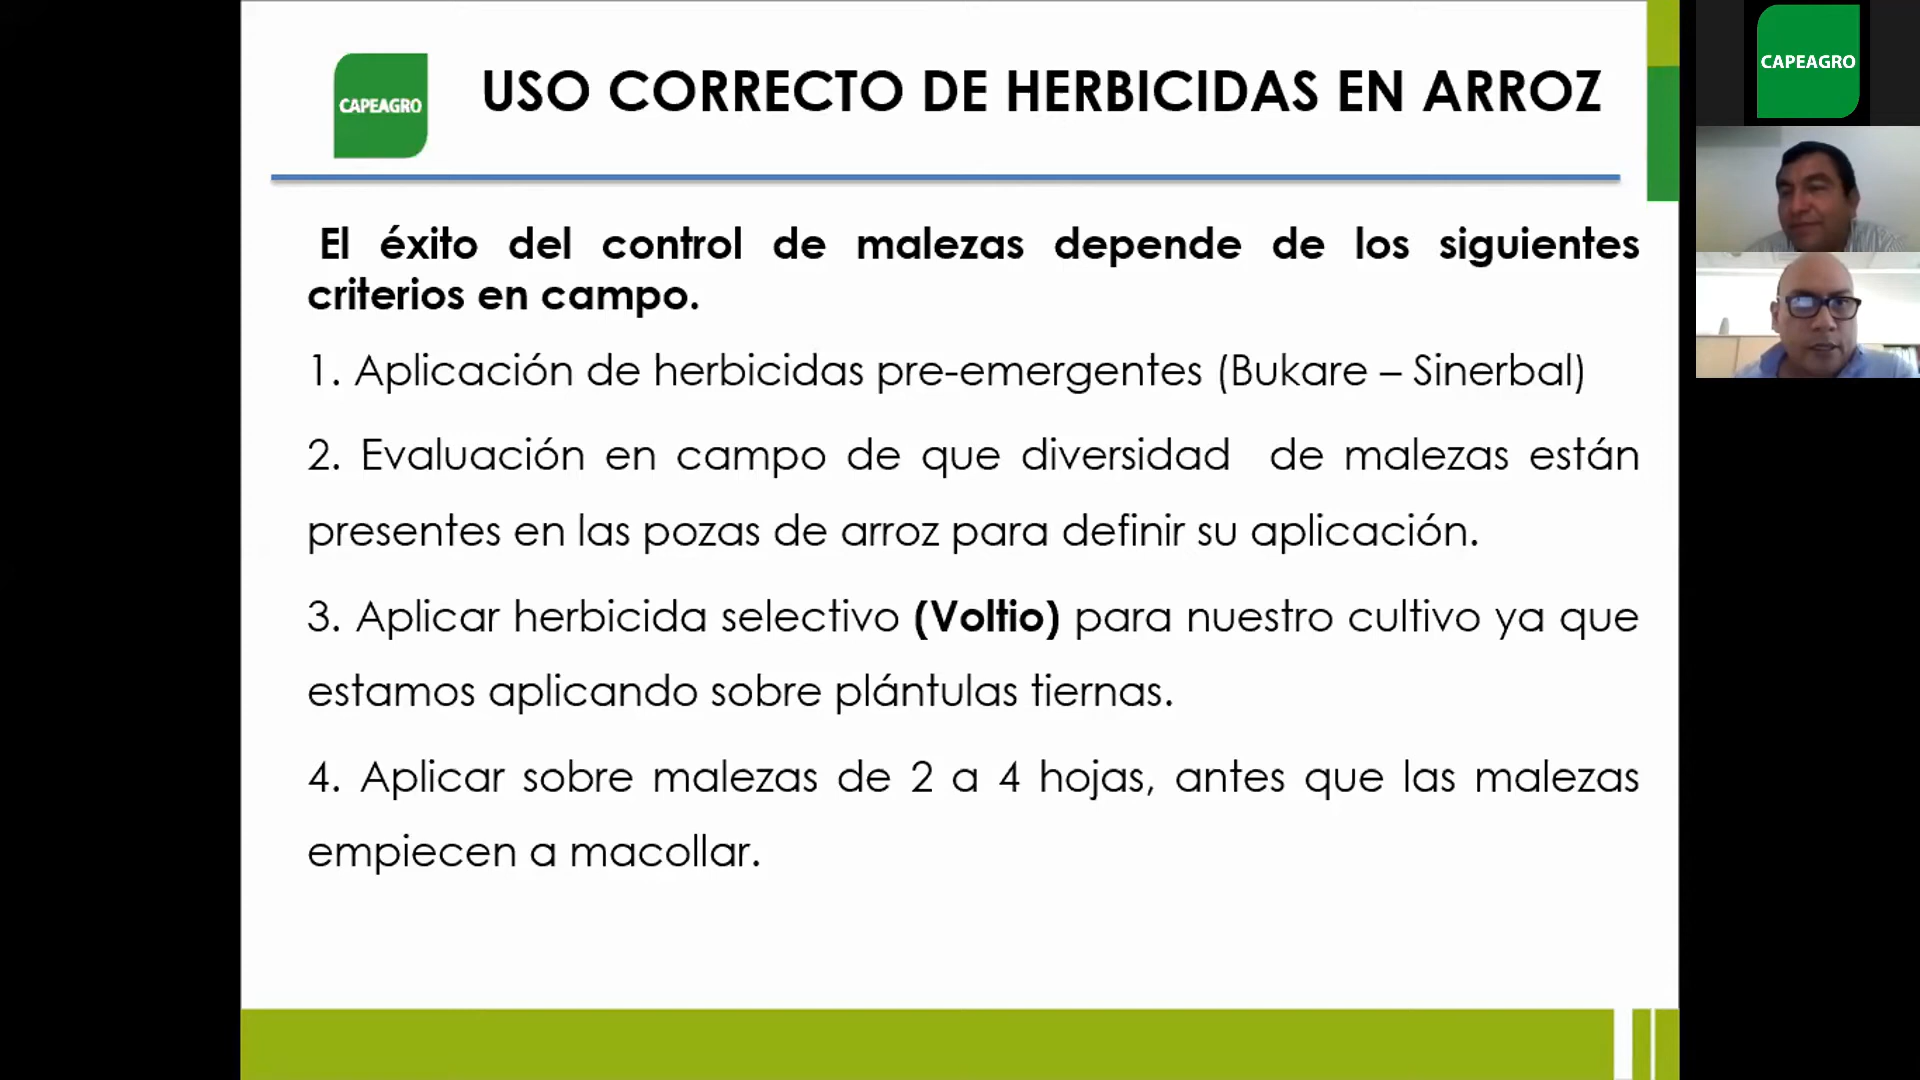 CAPEAGRO
USO CORRECTO DE HERBICIDAS EN ARROZ
CAPEAGRO
El éxito del control de malezas depende de los siguientes
criterios en campo.
1. Aplicación de herbicidas pre-emergentes (Bukare – Sinerbal)
2. Evaluación en campo de que diversidad de malezas están
presentes en las pozas de arroz para definir su aplicación.
3. Aplicar herbicida selectivo (Voltio) para nuestro cultivo ya que
estamos aplicando sobre plántulas tiernas.
4. Aplicar sobre malezas de 2 a 4 hojas, antes que las malezas
empiecen a macollar.